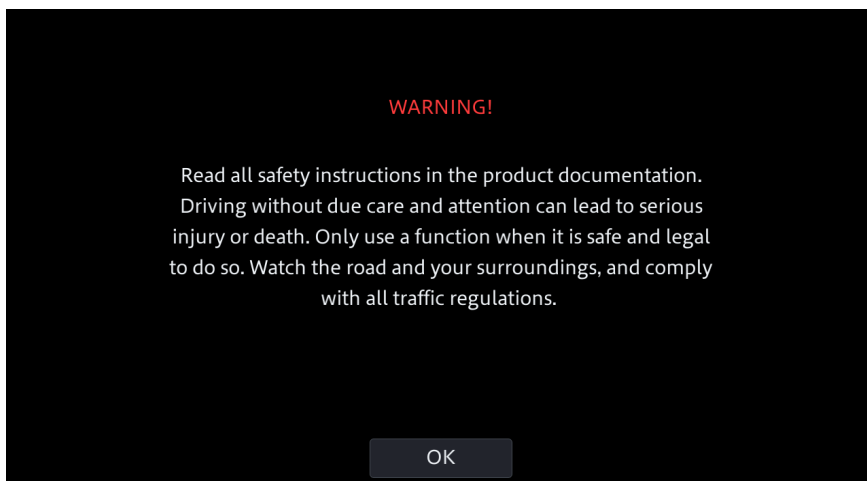 WARNING!
Read all safety instructions in the product documentation.
Driving without due care and attention can lead to serious
injury or death. Only use a function when it is safe and legal
to do so. Watch the road and your surroundings, and comply
with all traffic regulations.
OK